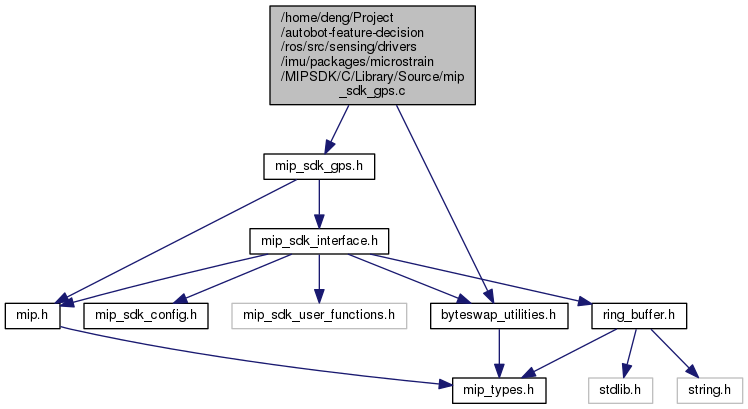 /home/deng/Project
/autobot-feature-decision
/ros/src/sensing/drivers
/imu/packages/microstrain
/MIPSDK/C/Library/Source/mip
_sdk_gps.c
mip_sdk_gps.h
mip_sdk_interface.h
mip.h
mip_sdk_config.h
mip_sdk_user_functions.h
byteswap_utilities.h
ring_buffer.h
mip_types.h
stdlib.h
string.h